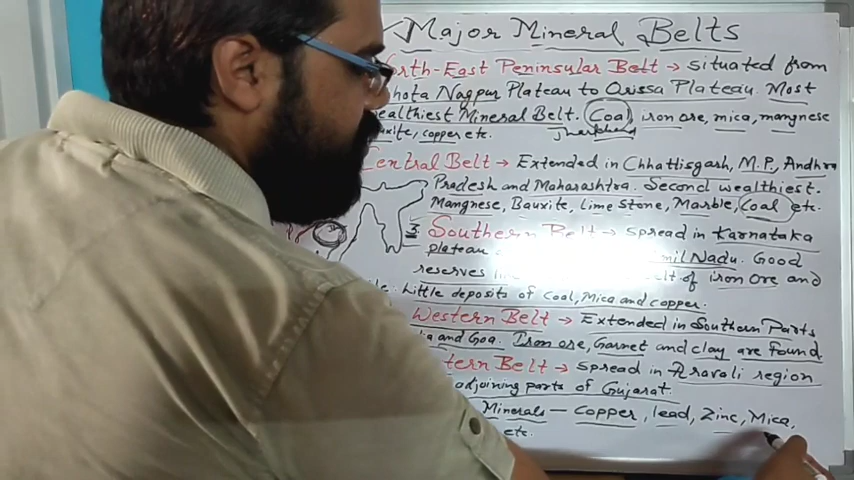 Major Mineral Belts
rth-East Peninsular Belt → situated from
hota Nagpur Plateau to Orissa Plateau. Most
ealthiest Mineral Belt. Coal, iron ore, mica, mangnese
uxite, copper etc. Jharkhand
Central Belt → Extended in Chhattisgarh, M.P., Andhra
Pradesh and Maharashtra. Second wealthiest.
Mangnese, Bauxite, Lime Stone, Marble, Coal etc.
3 Southern Belt → spread in Karnataka
plateau mil Nadu. Good
reserves lt of iron ore and
le. Little deposits of coal, Mica and copper.
Western Belt → Extended in Southern Parts
ka and Goa. Iron ore, Garnet and clay are found
tern Belt → spread in Aravali region
adjoining parts of Gujarat.
Minerals — Copper, lead, Zinc, Mica,
etc.